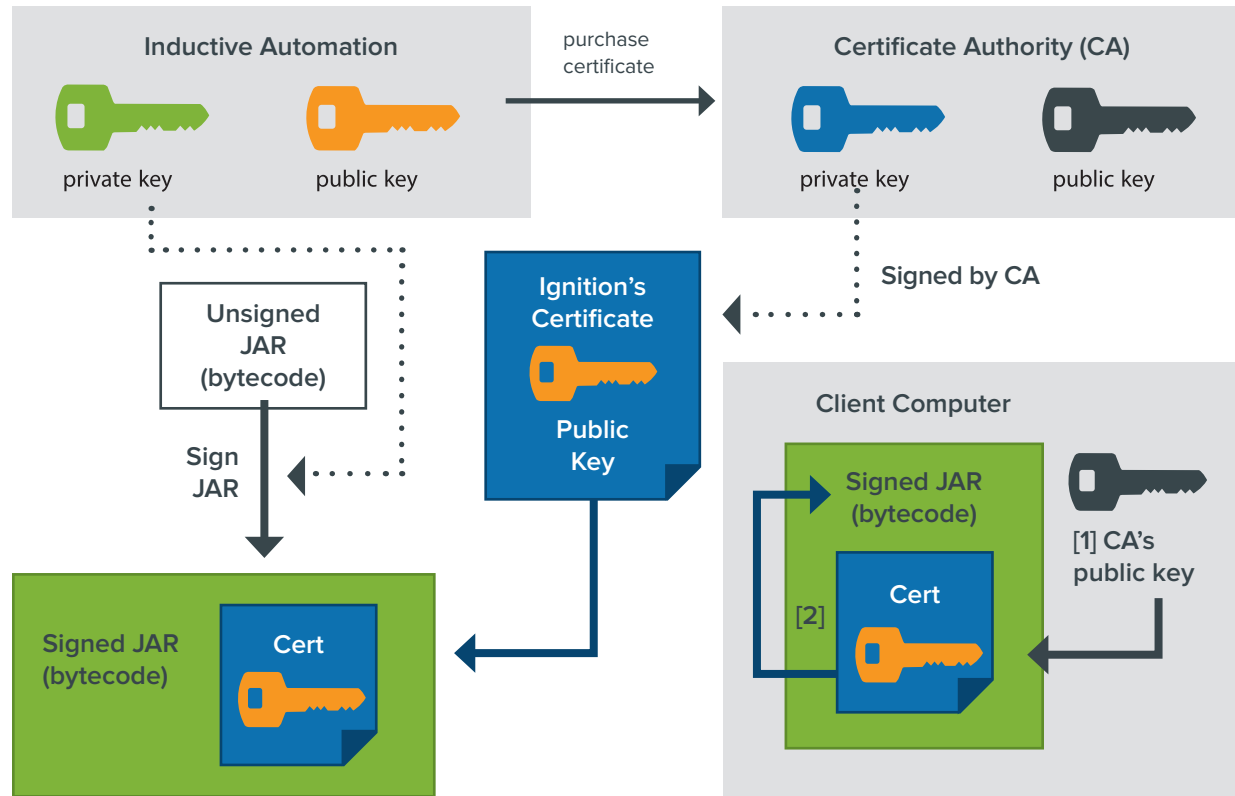 Inductive Automation
private key
public key
purchase
certificate
Certificate Authority (CA)
private key
public key
Unsigned
JAR
(bytecode)
Sign
JAR
Ignition's
Certificate
Public
Key
Signed by CA
Signed JAR
(bytecode)
Cert
Client Computer
Signed JAR
(bytecode)
[2]
Cert
[1] CA's
public key